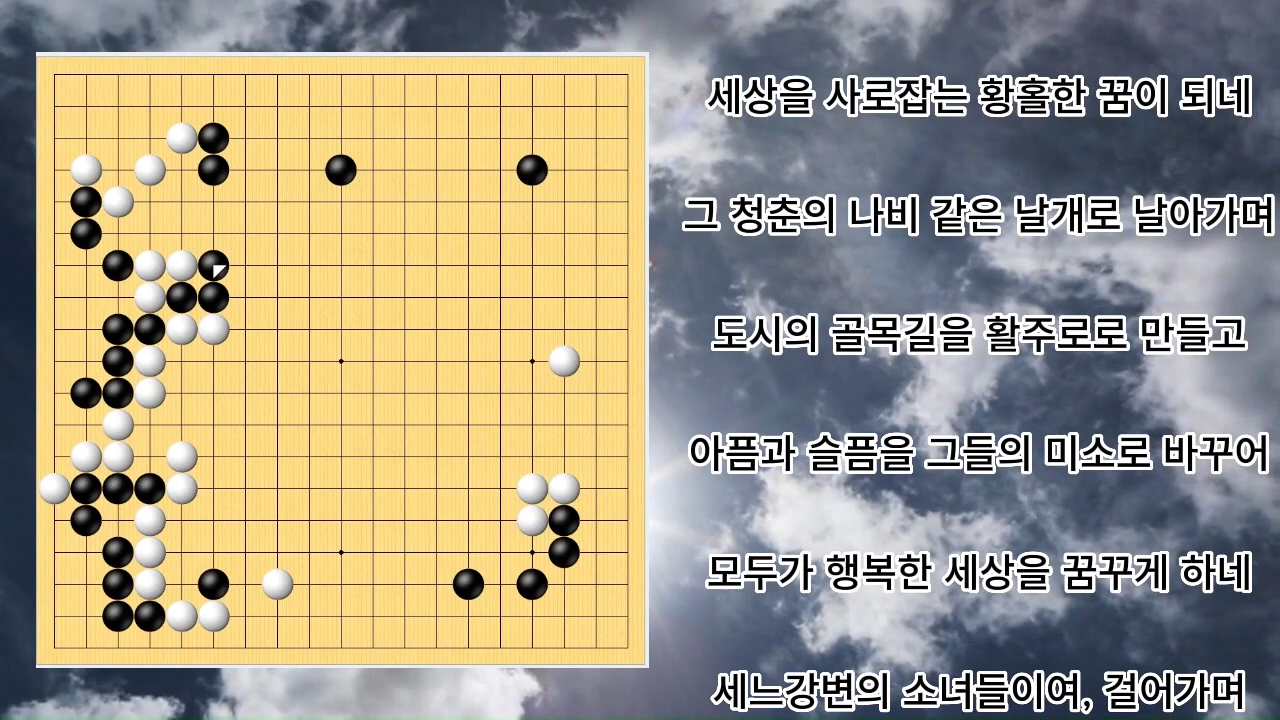 세상을 사로잡는 황홀한 꿈이 되네
그 청춘의 나비 같은 날개로 날아가며
도시의 골목길을 활주로로 만들고
아픔과 슬픔을 그들의 미소로 바꾸어
모두가 행복한 세상을 꿈꾸게 하네
세느강변의 소녀들이여, 걸어가며